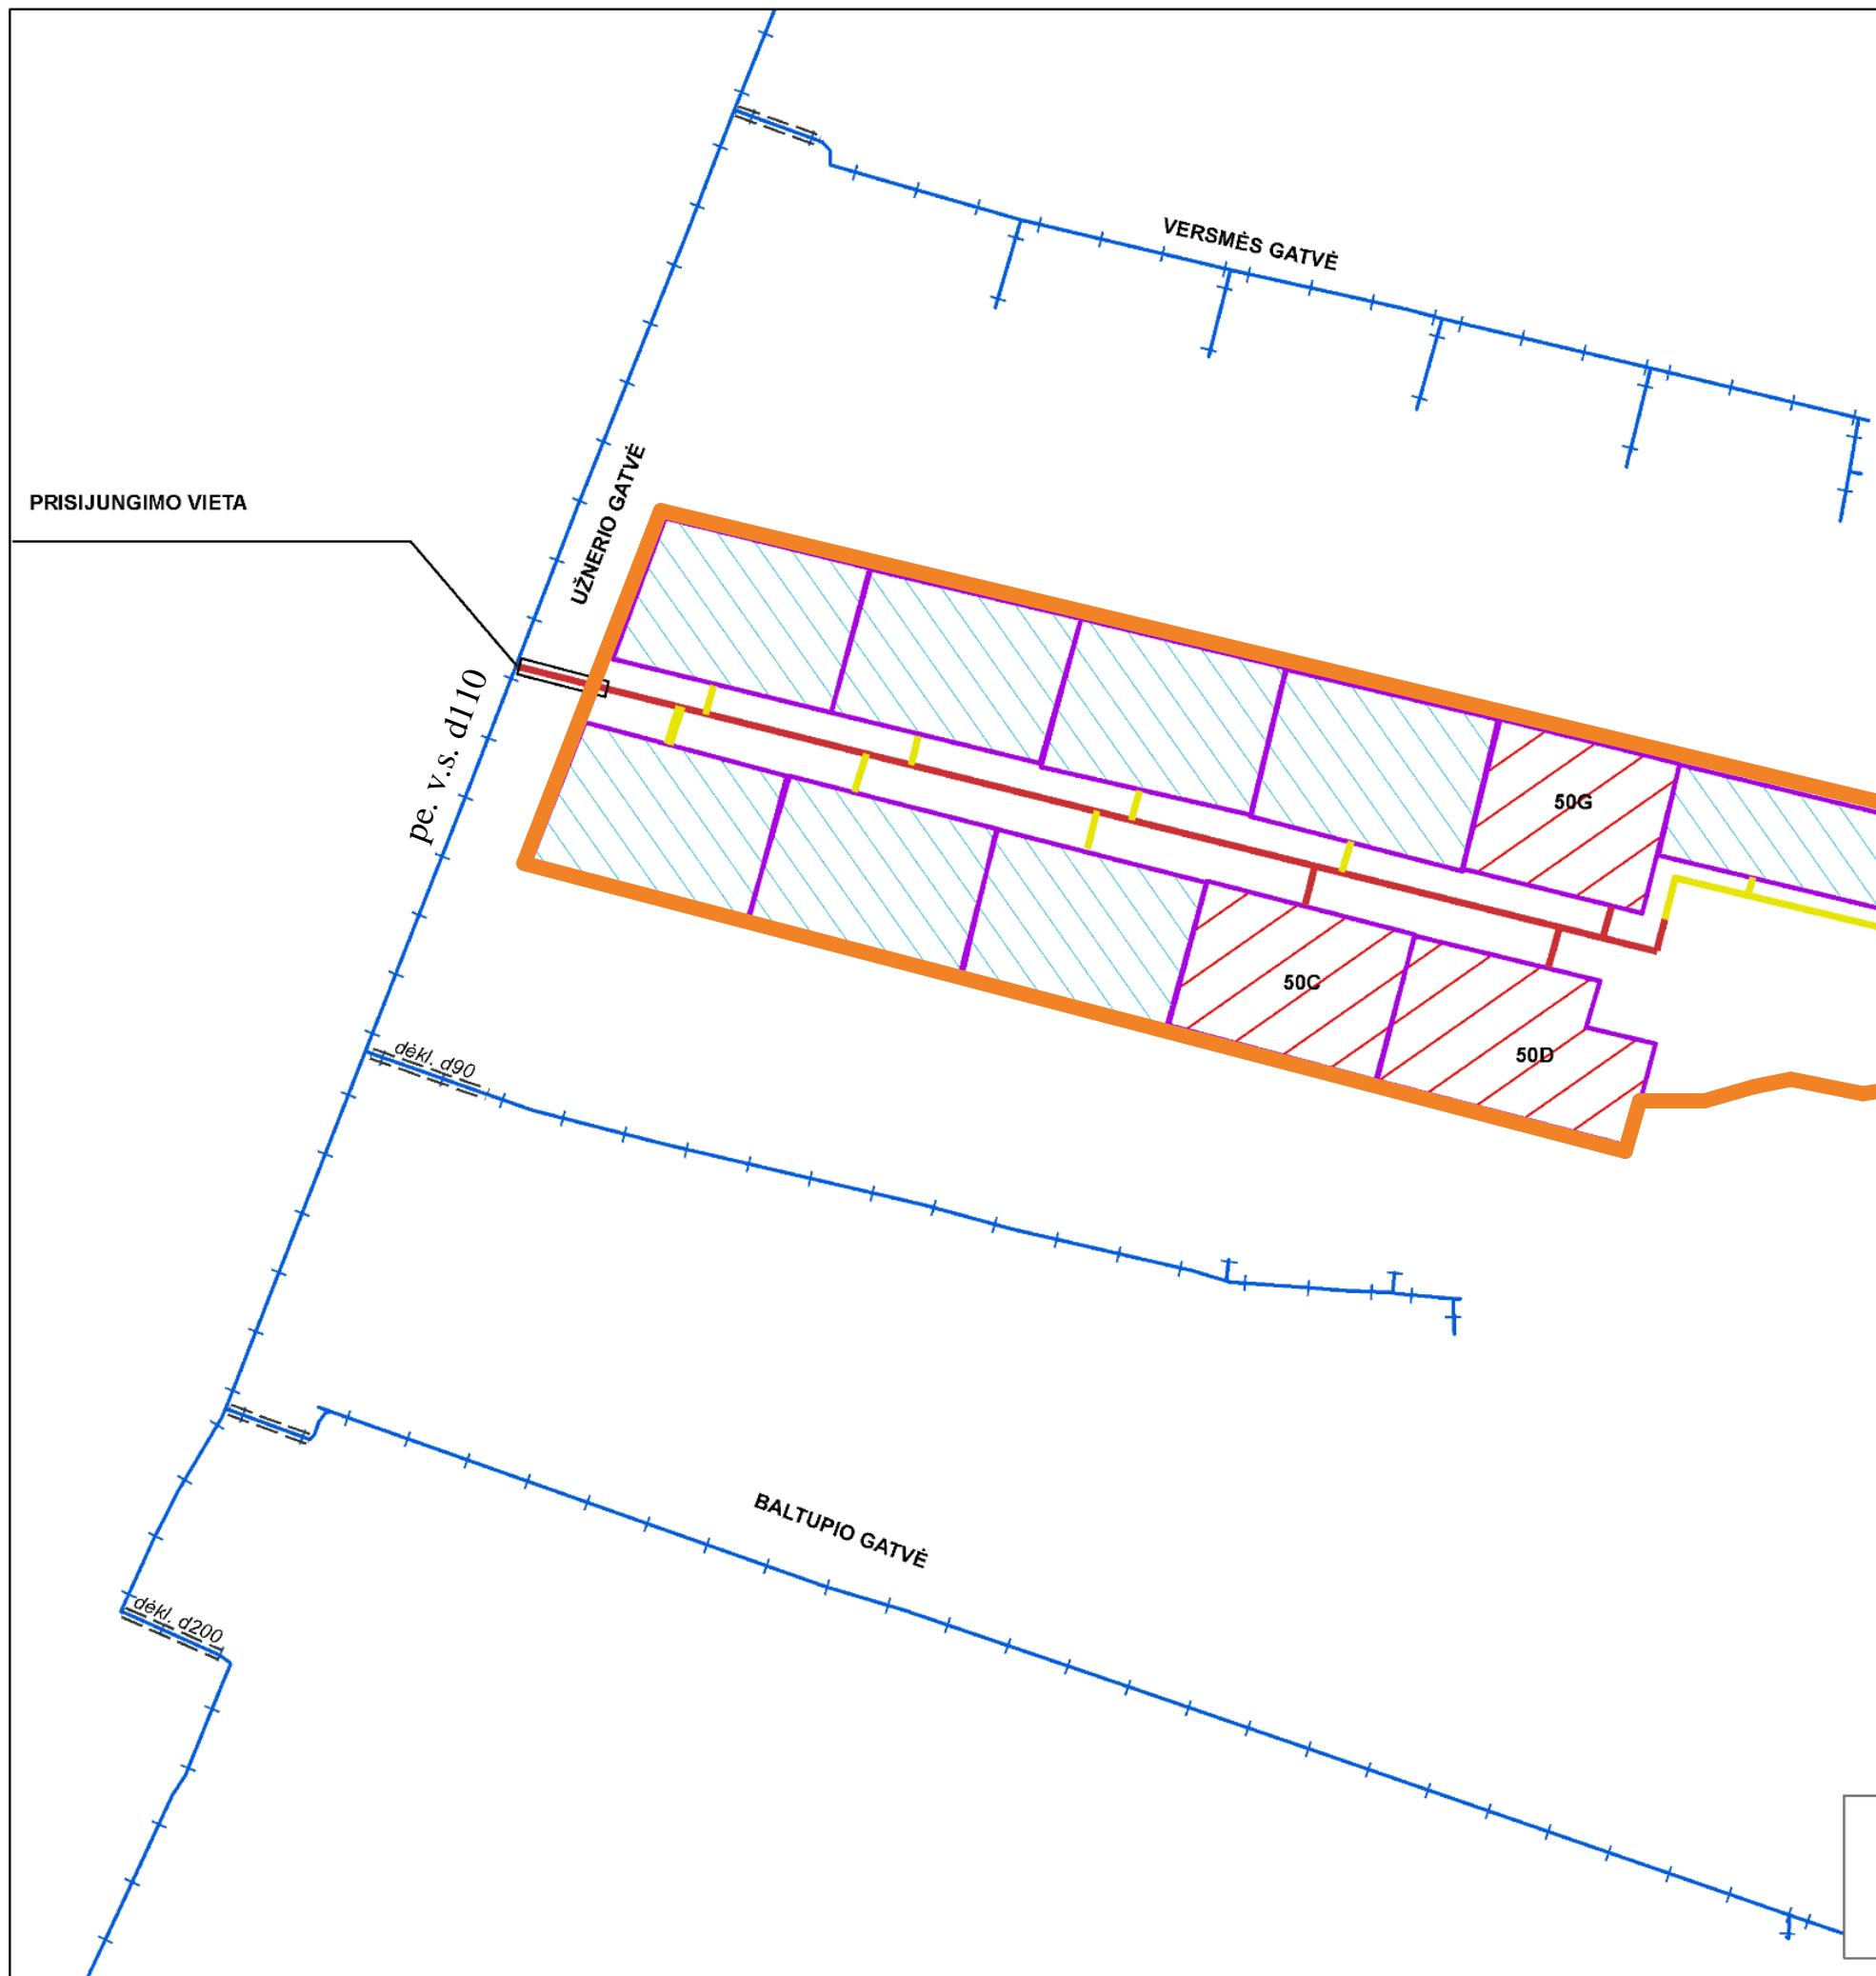 VERSMĖS GATVĖ
PRISIJUNGIMO VIETA
UŽNERIO GATVĖ
pe. v.s. d110
50G
50C
50D
dėkl. d90
BALTUPIO GATVĖ
dėkl. d200